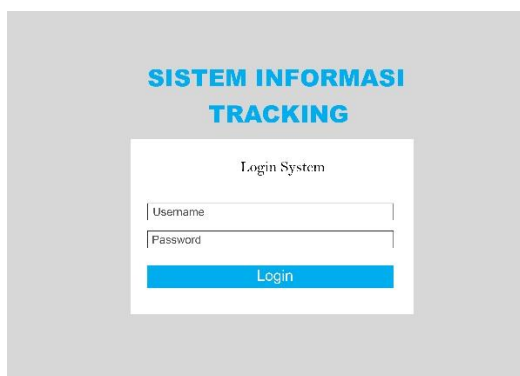 SISTEM INFORMASI
TRACKING
Login System
Username
Password
Login